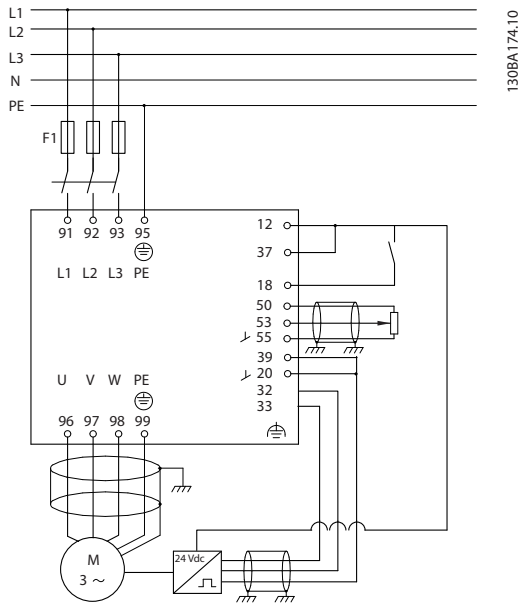 L1
L2
L3
N
PE
130BA174.10
F1
91 92 93 95
L1 L2 L3 PE
12
37
18
50
53
55
39
20
32
33
U V W PE
96 97 98 99
M
3 ~
24 Vdc